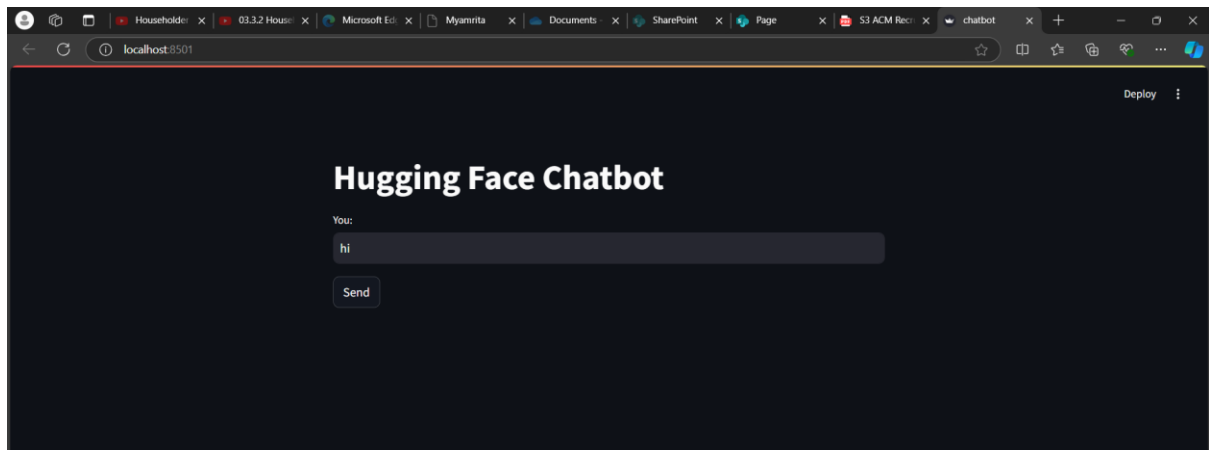 Householder
03.3.2 House
Microsoft Ed
Myamrita
Documents -
SharePoint
Page
S3 ACM Recr
chatbot
localhost:8501
Deploy
Hugging Face Chatbot
You:
hi
Send